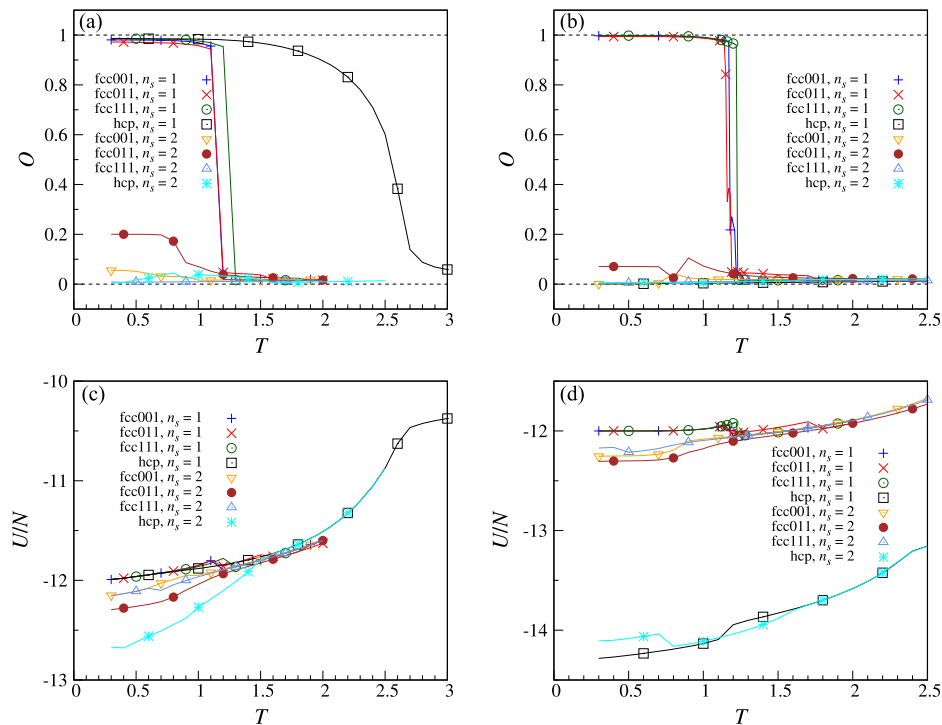 (a)
1
0.8
0.6
0.4
0.2
0
O
fcc001, n_s = 1
fcc011, n_s = 1
fcc111, n_s = 1
hcp, n_s = 1
fcc001, n_s = 2
fcc011, n_s = 2
fcc111, n_s = 2
hcp, n_s = 2
0 0.5 1 1.5 2 2.5 3
T
(b)
1
0.8
0.6
0.4
0.2
0
O
fcc001, n_s = 1
fcc011, n_s = 1
fcc111, n_s = 1
hcp, n_s = 1
fcc001, n_s = 2
fcc011, n_s = 2
fcc111, n_s = 2
hcp, n_s = 2
0.5 1 1.5 2 2.5
T
(c)
-10
-11
-12
-13
U/N
fcc001, n_s = 1
fcc011, n_s = 1
fcc111, n_s = 1
hcp, n_s = 1
fcc001, n_s = 2
fcc011, n_s = 2
fcc111, n_s = 2
hcp, n_s = 2
0 0.5 1 1.5 2 2.5 3
T
(d)
-12
-13
-14
U/N
fcc001, n_s = 1
fcc011, n_s = 1
fcc111, n_s = 1
hcp, n_s = 1
fcc001, n_s = 2
fcc011, n_s = 2
fcc111, n_s = 2
hcp, n_s = 2
0.5 1 1.5 2 2.5
T